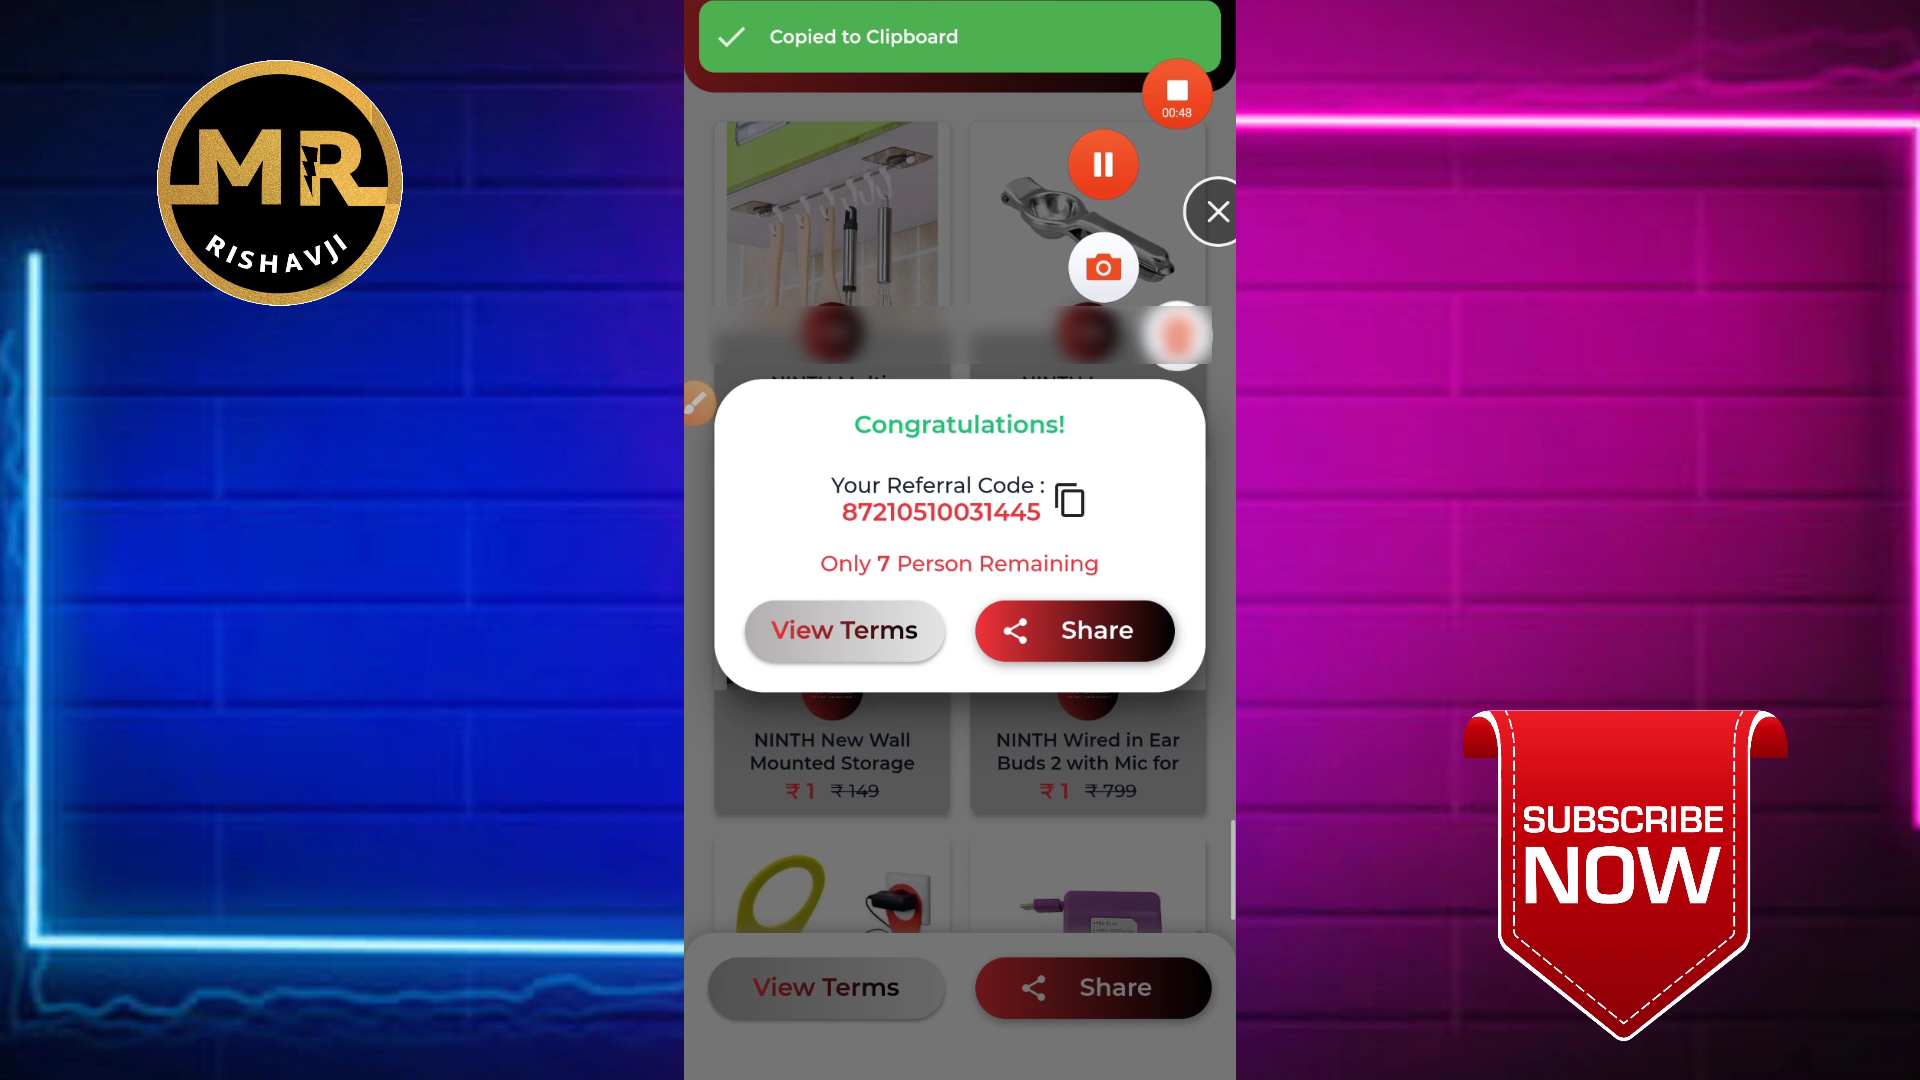 MR
RISHAVJI
Copied to Clipboard
00:48
Congratulations!
Your Referral Code :
87210510031445
Only 7 Person Remaining
View Terms
Share
NINTH New Wall
Mounted Storage
₹ 1 ₹ 149
NINTH Wired in Ear
Buds 2 with Mic for
₹ 1 ₹ 799
View Terms
Share
SUBSCRIBE
NOW